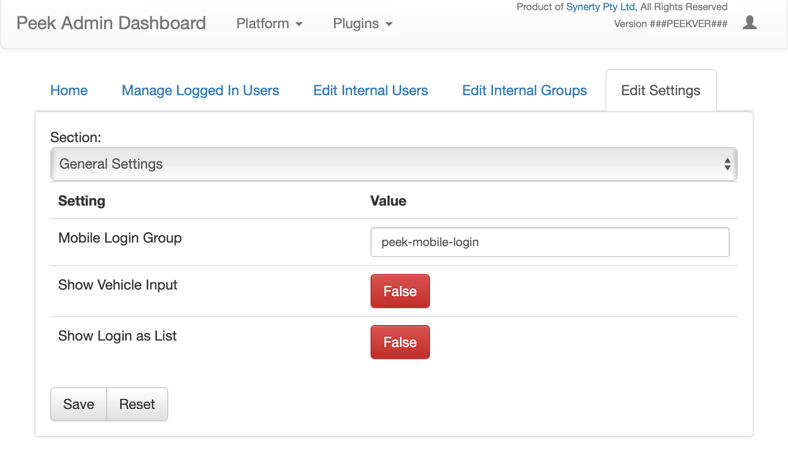 Product of Synerty Pty Ltd, All Rights Reserved
Peek Admin Dashboard Platform Plugins Version ###PEEKVER###
Home Manage Logged In Users Edit Internal Users Edit Internal Groups Edit Settings
Section:
General Settings
Setting Value
Mobile Login Group peek-mobile-login
Show Vehicle Input False
Show Login as List False
Save Reset